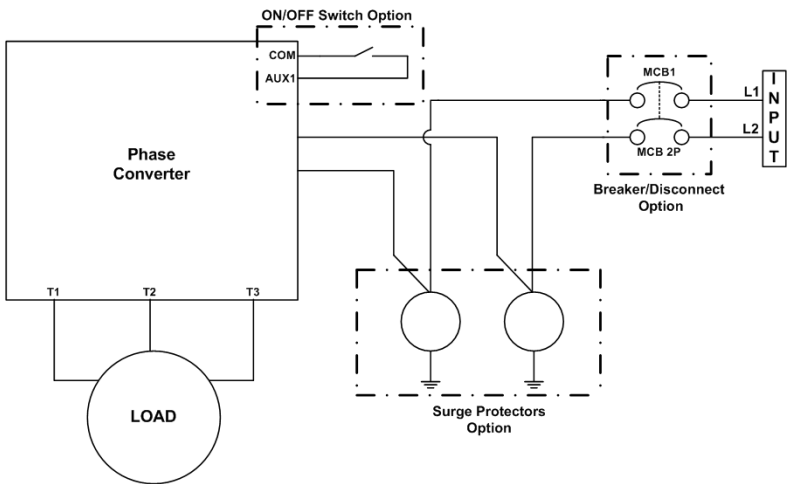 ON/OFF Switch Option
COM
AUX1
MCB1
L1
L2
INPUT
MCB 2P
Phase
Converter
Breaker/Disconnect
Option
T1
T2
T3
LOAD
Surge Protectors
Option